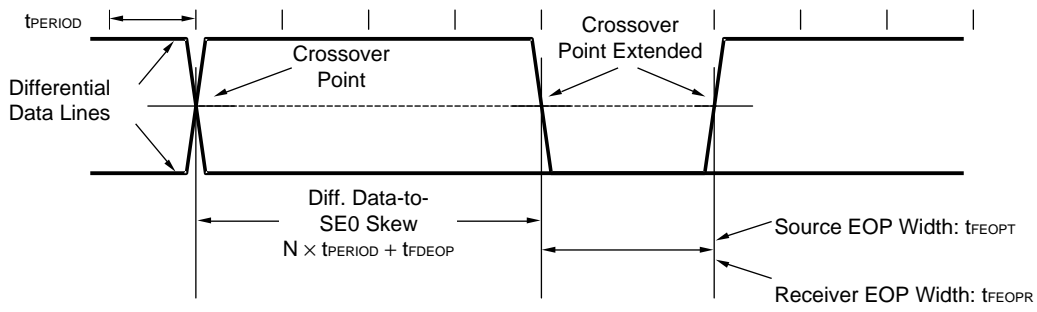 tPERIOD
Differential
Data Lines
Crossover
Point
Crossover
Point Extended
Diff. Data-to-
SE0 Skew
N × tPERIOD + tFDEOP
Source EOP Width: tFEOPT
Receiver EOP Width: tFEOPR